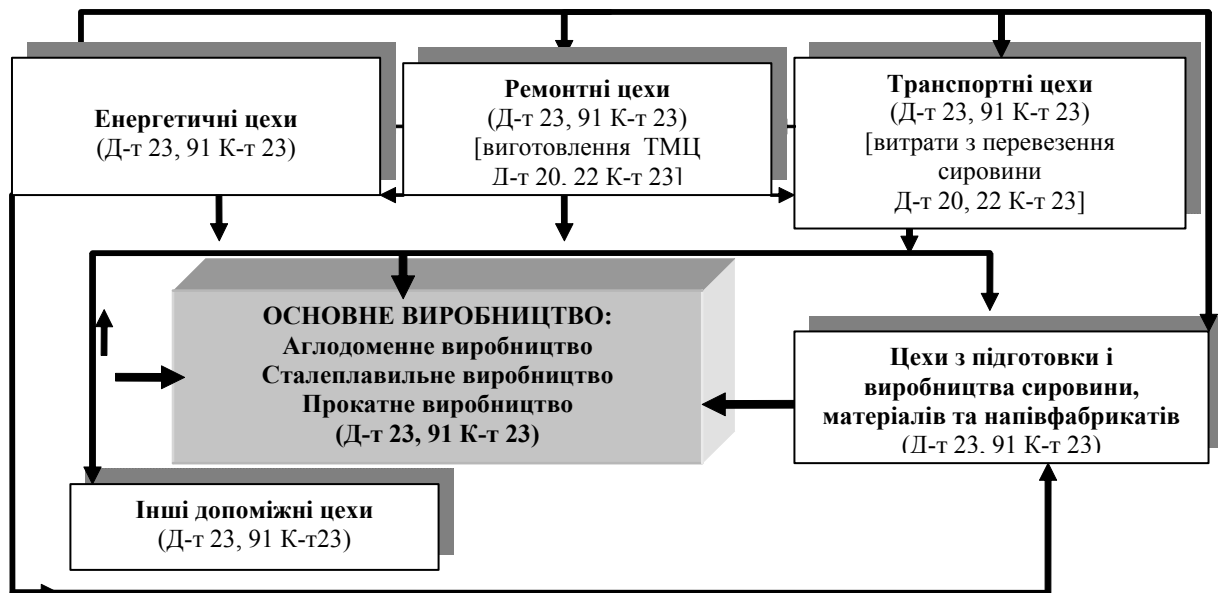 Енергетичні цехи
(Д-т 23, 91 К-т 23)
Ремонтні цехи
(Д-т 23, 91 К-т 23)
[виготовлення ТМЦ
Д-т 20, 22 К-т 23]
Транспортні цехи
(Д-т 23, 91 К-т 23)
[витрати з перевезення
сировини
Д-т 20, 22 К-т 23]
ОСНОВНЕ ВИРОБНИЦТВО:
Аглодоменне виробництво
Сталеплавильне виробництво
Прокатне виробництво
(Д-т 23, 91 К-т 23)
Цехи з підготовки і
виробництва сировини,
матеріалів та напівфабрикатів
(Д-т 23, 91 К-т 23)
Інші допоміжні цехи
(Д-т 23, 91 К-т23)